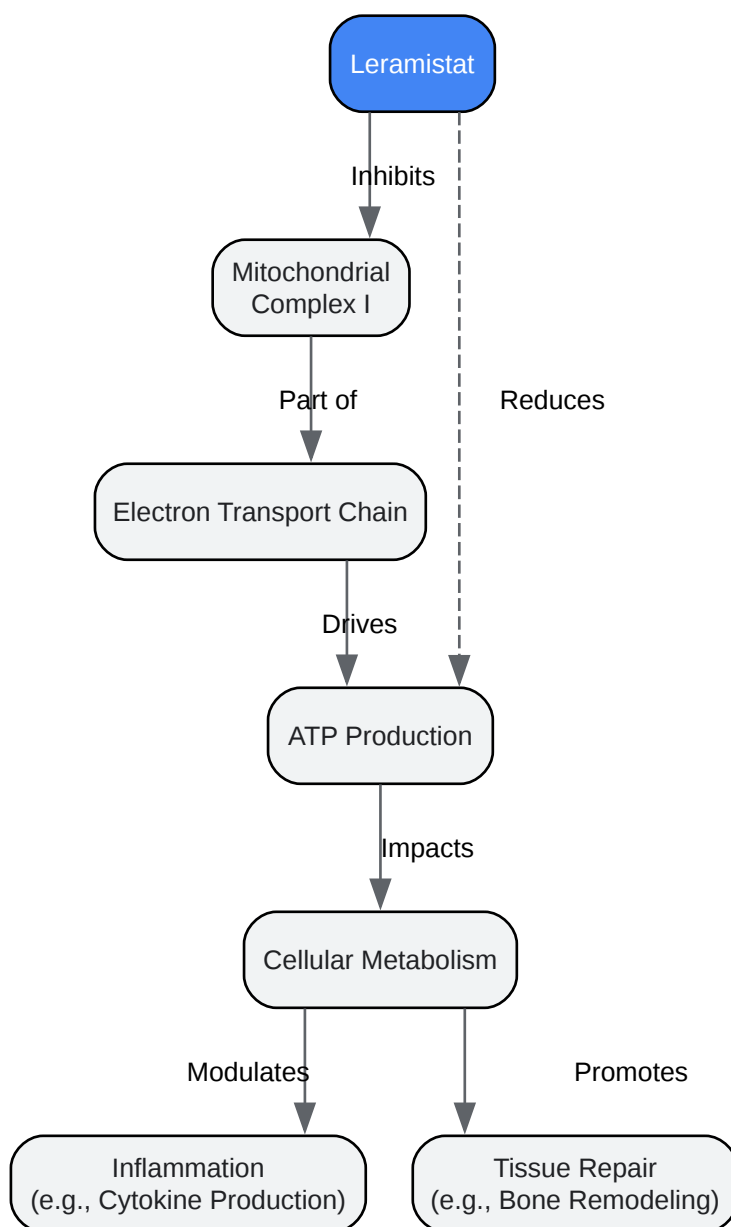 Leramistat
Inhibits
Mitochondrial
Complex I
Part of
Reduces
Electron Transport Chain
Drives
ATP Production
Impacts
Cellular Metabolism
Modulates
Promotes
Inflammation
(e.g., Cytokine Production)
Tissue Repair
(e.g., Bone Remodeling)